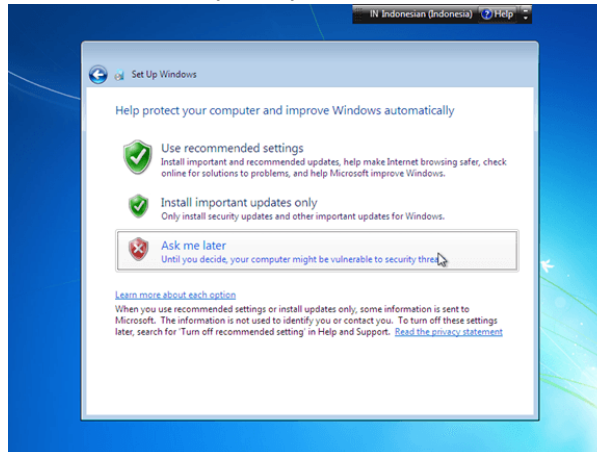 IN Indonesian (Indonesia) ? Help
Set Up Windows
Help protect your computer and improve Windows automatically
Use recommended settings
Install important and recommended updates, help make Internet browsing safer, check
online for solutions to problems, and help Microsoft improve Windows.
Install important updates only
Only install security updates and other important updates for Windows.
Ask me later
Until you decide, your computer might be vulnerable to security
Learn more about each option
When you use recommended settings or install updates only, some information is sent to
Microsoft. The information is not used to identify you or contact you. To turn off these settings
later, search for 'Turn off recommended setting' in Help and Support. Read the privacy statement